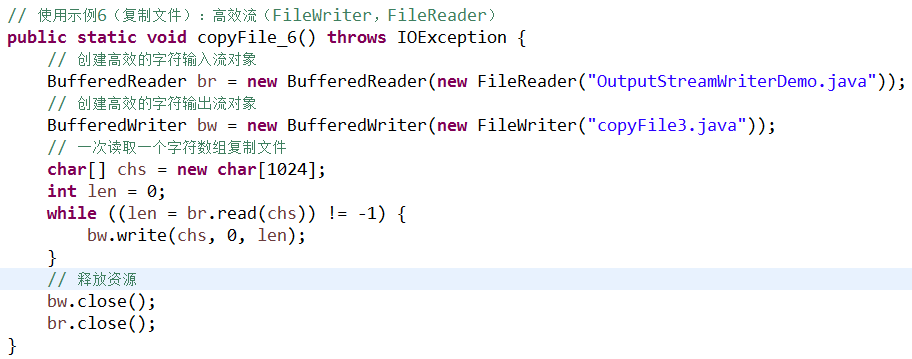 // 使用示例6（复制文件）：高效流（FileWriter，FileReader）
public static void copyFile_6() throws IOException {
// 创建高效的字符输入流对象
BufferedReader br = new BufferedReader(new FileReader("OutputStreamWriterDemo.java"));
// 创建高效的字符输出流对象
BufferedWriter bw = new BufferedWriter(new FileWriter("copyFile3.java"));
// 一次读取一个字符数组复制文件
char[] chs = new char[1024];
int len = 0;
while ((len = br.read(chs)) != -1) {
bw.write(chs, 0, len);
}
// 释放资源
bw.close();
br.close();
}